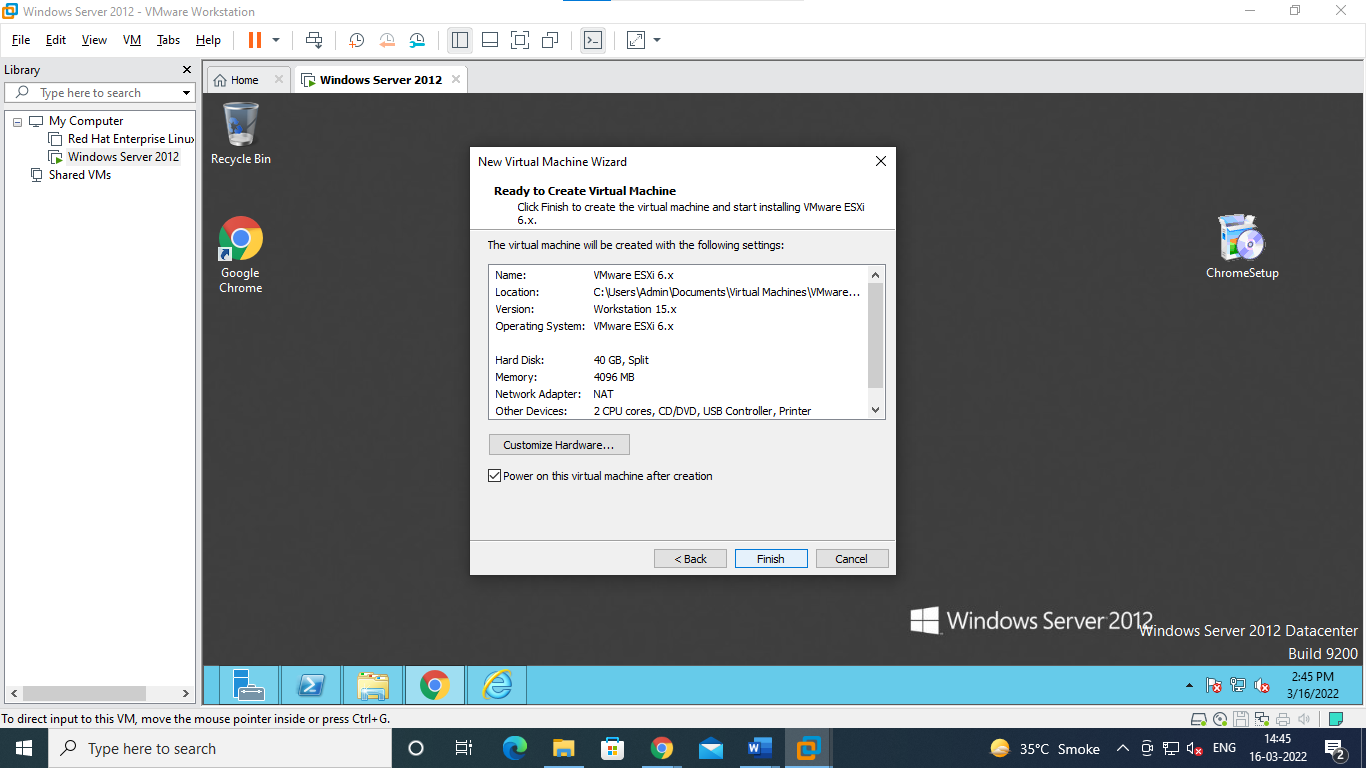 Windows Server 2012 - VMware Workstation
File Edit View VM Tabs Help
Library
Type here to search
My Computer
Red Hat Enterprise Linux
Windows Server 2012
Shared VMs
Home
Windows Server 2012
Recycle Bin
Google
Chrome
ChromeSetup
New Virtual Machine Wizard
Ready to Create Virtual Machine
Click Finish to create the virtual machine and start installing VMware ESXi
6.x.
The virtual machine will be created with the following settings:
Name: VMware ESXi 6.x
Location: C:\Users\Admin\Documents\Virtual Machines\VMware...
Version: Workstation 15.x
Operating System: VMware ESXi 6.x
Hard Disk: 40 GB, Split
Memory: 4096 MB
Network Adapter: NAT
Other Devices: 2 CPU cores, CD/DVD, USB Controller, Printer
Customize Hardware...
Power on this virtual machine after creation
< Back Finish Cancel
Windows Server 2012
Windows Server 2012 Datacenter
Build 9200
2:45 PM
3/16/2022
To direct input to this VM, move the mouse pointer inside or press Ctrl+G.
Type here to search
35°C Smoke
ENG
14:45
16-03-2022
2